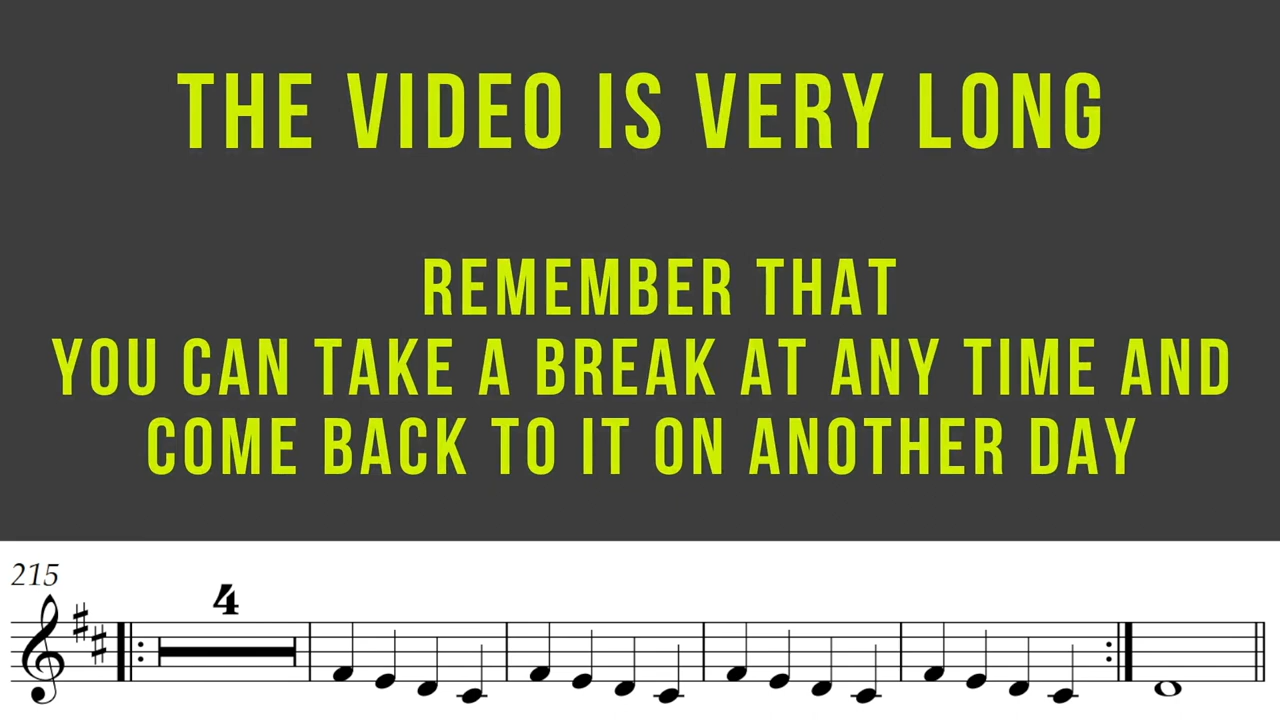 THE VIDEO IS VERY LONG
REMEMBER THAT
YOU CAN TAKE A BREAK AT ANY TIME AND
COME BACK TO IT ON ANOTHER DAY
215
4